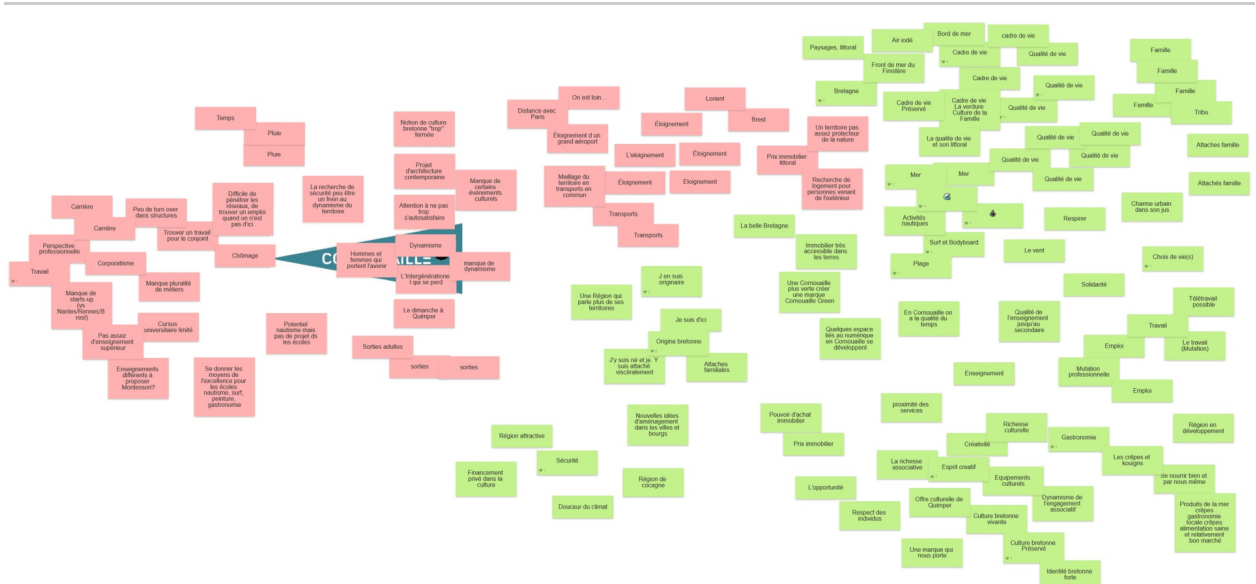 Temps
Pluie
Pluie
Carrière
Carrière
Peu de turn over
dans structures
Difficile de
pénétrer les
réseaux, de
trouver un emploi
quand on n'est
pas d'ici.
Trouver un travail
pour le conjoint
Chômage
Perspective
professionnelle
Travail
Corporatisme
Manque pluralité
de métiers
Manque de
starts-up
(vs
Nantes/Rennes/B
rest)
Cursus
universitaire limité
Pas assez
d'enseignement
supérieur
Enseignements
différents à
proposer
Montessori?
Se donner les
moyens de
l'excellence pour
les écoles
nautisme, surf,
peinture,
gastronomie
La recherche de
sécurité peu être
un frein au
dynamisme du
territoire
Potentiel
nautisme mais
pas de projet ds
les écoles
Notion de culture
bretonne "trop"
fermée
Projet
d'architecture
contemporaine
Manque de
certains
événements
culturels
Attention à ne pas
trop
s'autosatisfaire
Dynamisme
Hommes et
femmes qui
portent l'avenir
L'Intergénératione
l qui se perd
manque de
dynamisme
Le dimanche à
Quimper
Sorties adultes
sorties
sorties
On est loin...
Distance avec
Paris
Éloignement d un
grand aéroport
Éloignement
Lorient
Brest
L'eloignement
Éloignement
Maillage du
territoire en
transports en
commun
Éloignement
Eloignement
Transports
Transports
Un territoire pas
assez protecteur
de la nature
Prix immobilier
littoral
Recherche de
logement pour
personnes venant
de l'extérieur
Paysages, littoral
Air iodé
Bord de mer
cadre de vie
Front de mer du
Finistère
Cadre de vie
Qualité de vie
Bretagne
Cadre de vie
Qualité de vie
Cadre de vie
Préservé
Cadre de vie
La verdure
Culture de la
Famille
Qualité de vie
La qualité de vie
et son littoral
Qualité de vie
Qualité de vie
Qualité de vie
Qualité de vie
Qualité de vie
Mer
Mer
Activités
nautiques
Surf et Bodyboard
Plage
Respirer
Le vent
Famille
Famille
Famille
Famille
Tribu
Attaches famille
Attachés famille
Charme urbain
dans son jus
Choix de vie(s)
Solidarité
La belle Bretagne
Immobilier très
accessible dans
les terres
Une Cornouaille
plus verte créer
une marque
Cornouaille Green
Quelques espace
liés au numérique
en Cornouaille se
développent
En Cornouaille on
a la qualité du
temps
Qualité de
l'enseignement
jusqu'au
secondaire
Télétravail
possible
Travail
Le travail
(Mutation)
Emploi
Mutation
professionnelle
Emploi
Enseignement
J en suis
originaire
Une Région qui
parle plus de ses
territoires
Je suis d'ici
Origine bretonne
J'y suis né et je. Y
suis attaché
viscéralement
Attaches
familiales
Nouvelles idées
d'aménagement
dans les villes et
bourgs
Région attractive
Sécurité
Financement
privé dans la
culture
Région de
cocagne
Douceur du climat
Pouvoir d'achat
immobilier
Prix immobilier
L'opportunité
Respect des
individus
proximité des
services
Richesse
culturelle
Créativité
Gastronomie
Région en
développement
La richesse
associative
Esprit creatif
Les crêpes et
kouigns
Equipements
culturels
Se nourrir bien et
par nous même
Offre culturelle de
Quimper
Dynamisme de
l'engagement
associatif
Culture bretonne
vivante
Produits de la mer
crêpes
gastronomie
locale crêpes
alimentation saine
et relativement
bon marché
Une marque qui
nous porte
Culture bretonne
Préservé
Identité bretonne
forte